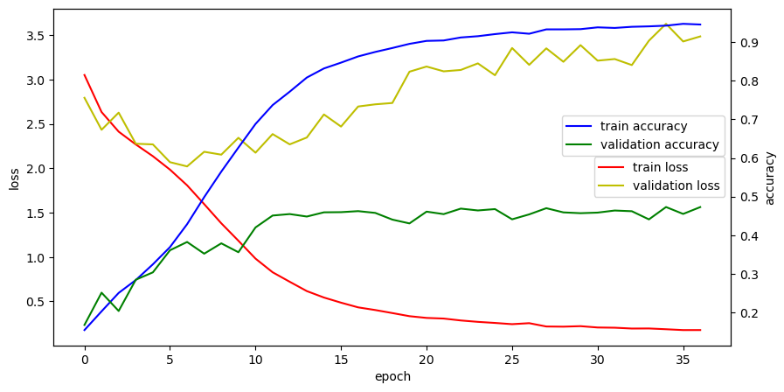 3.5
3.0
2.5
2.0
1.5
1.0
0.5
loss
0.9
0.8
0.7
0.6
0.5
0.4
0.3
0.2
accuracy
train accuracy
validation accuracy
train loss
validation loss
0 5 10 15 20 25 30 35
epoch